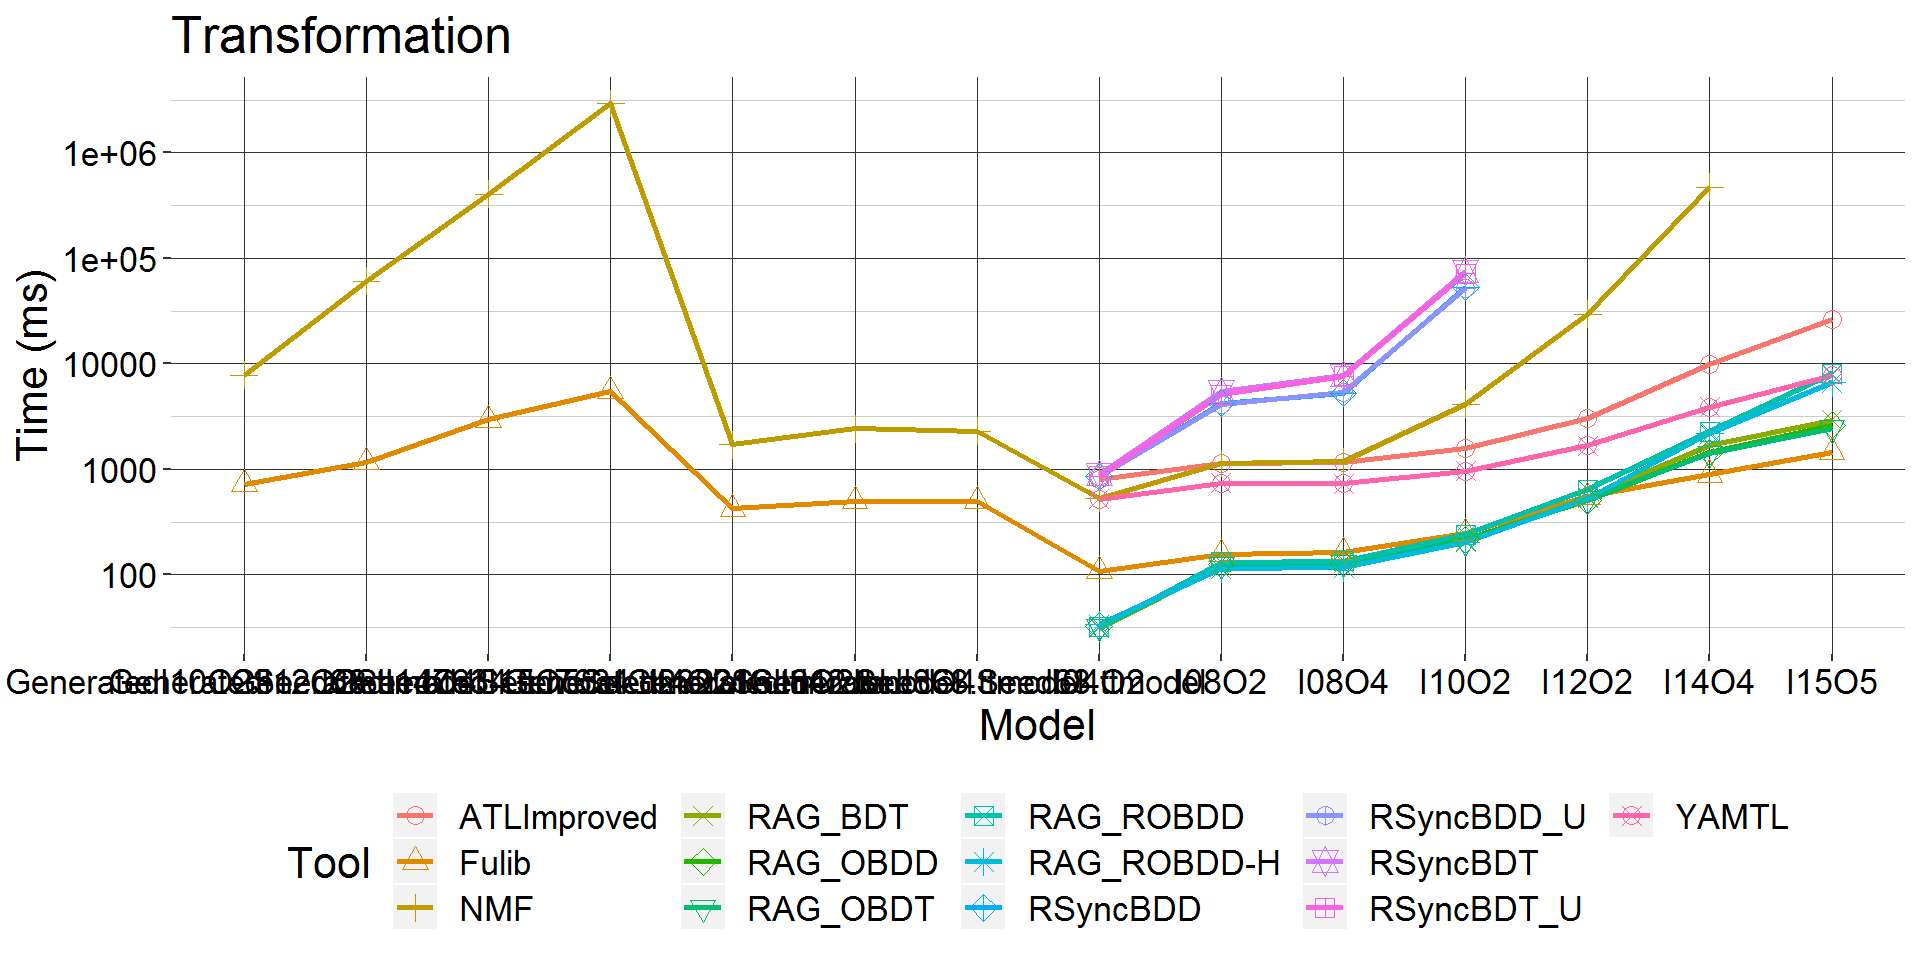 Transformation
1e+06
1e+05
10000
1000
100
Time (ms)
I08O2 I08O4 I10O2 I12O2 I14O4 I15O5
Model
Tool
ATLImproved RAG_BDT RAG_ROBDD RSyncBDD_U YAMTL
Fulib RAG_OBDD RAG_ROBDD-H RSyncBDT
NMF RAG_OBDT RSyncBDD RSyncBDT_U